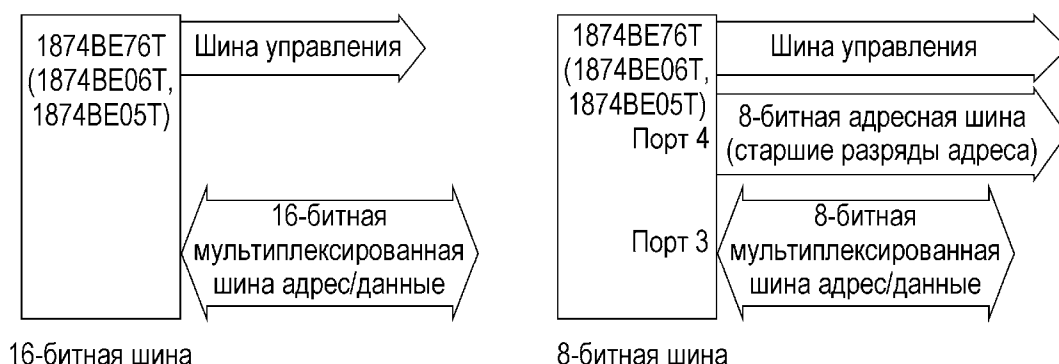 1874ВЕ76Т
(1874ВЕ06Т,
1874ВЕ05Т)
Шина управления
16-битная
мультиплексированная
шина адрес/данные
16-битная шина
1874ВЕ76Т
(1874ВЕ06Т,
1874ВЕ05Т)
Шина управления
Порт 4
8-битная адресная шина
(старшие разряды адреса)
Порт 3
8-битная
мультиплексированная
шина адрес/данные
8-битная шина